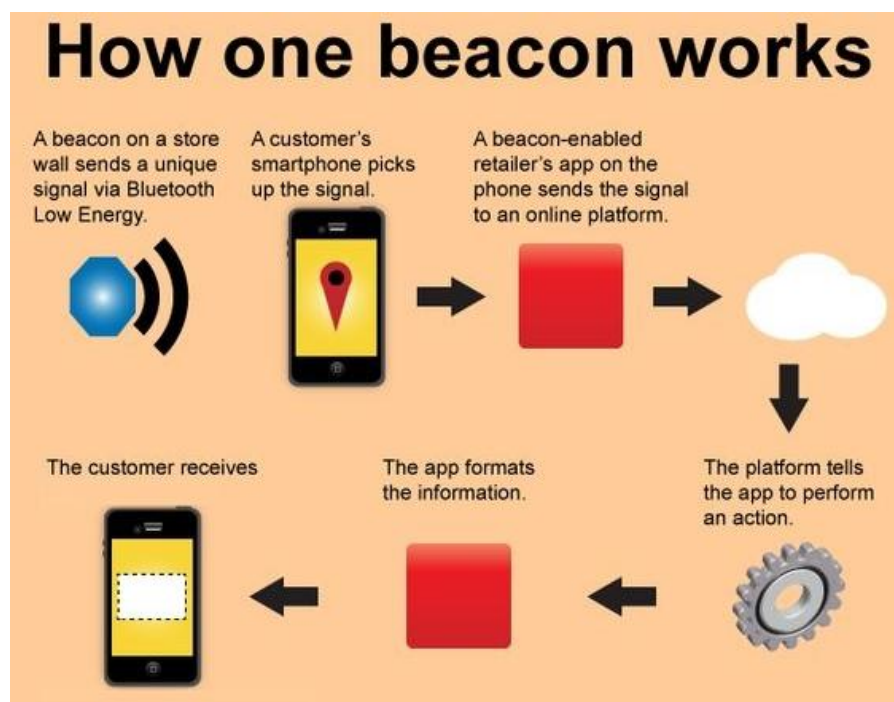 How one beacon works
A beacon on a store
wall sends a unique
signal via Bluetooth
Low Energy.
A customer's
smartphone picks
up the signal.
A beacon-enabled
retailer's app on the
phone sends the signal
to an online platform.
The customer receives
The app formats
the information.
The platform tells
the app to perform
an action.